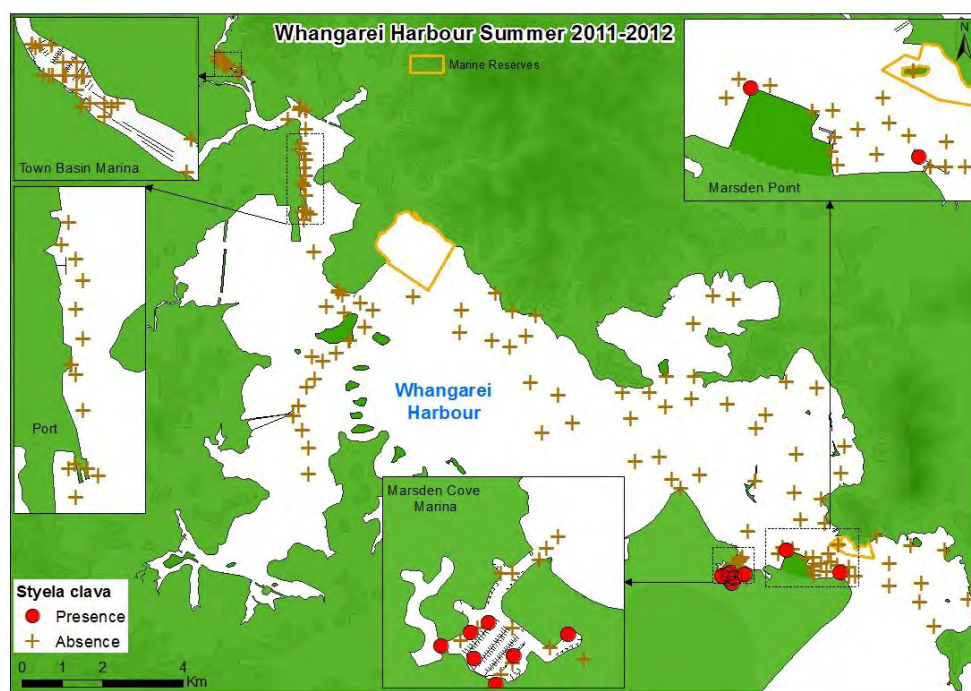 Whangarei Harbour Summer 2011-2012
Marine Reserves
N
Town Basin Marina
Marsden Point
Port
Whangarei
Harbour
Marsden Cove
Marina
Styela clava
Presence
Absence
0 1 2 4
Km